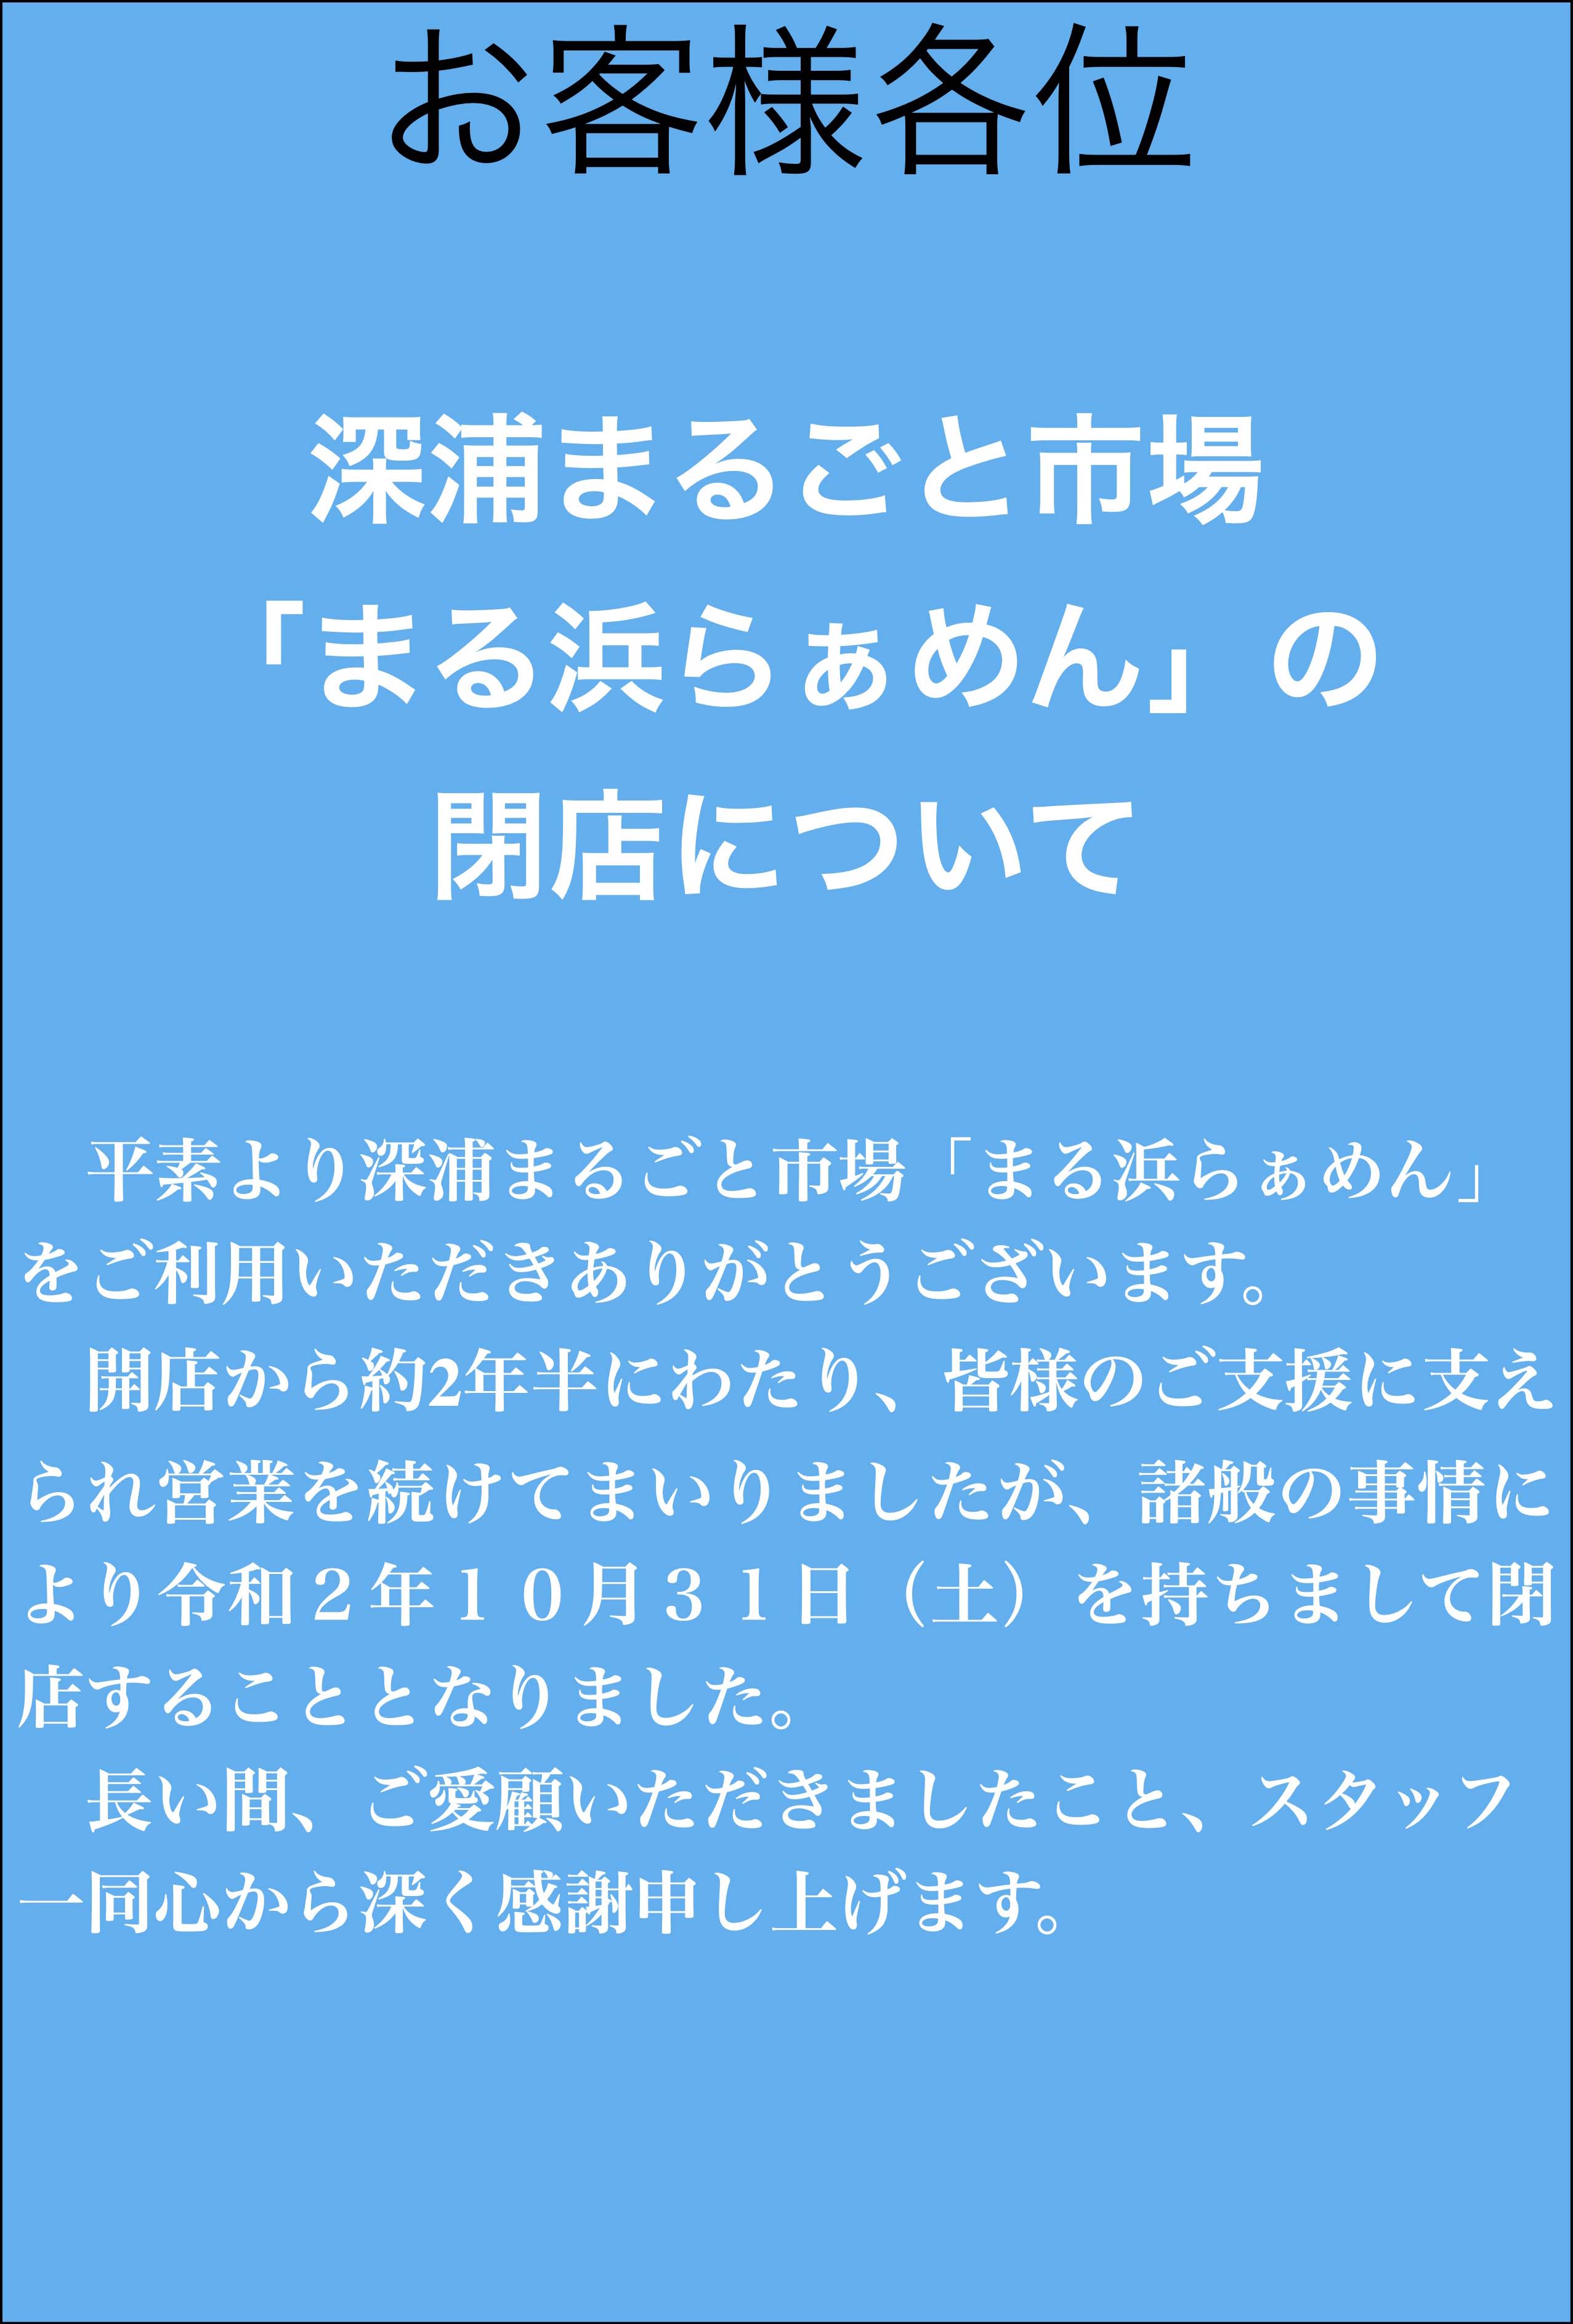 お客様各位
深浦まるごと市場
「まる浜らぁめん」の
閉店について
平素より深浦まるごと市場「まる浜らぁめん」
をご利用いただきありがとうございます。
開店から約2年半にわたり、皆様のご支援に支え
られ営業を続けてまいりましたが、諸般の事情に
より令和２年１０月３１日（土）を持ちまして閉
店することとなりました。
長い間、ご愛顧いただきましたこと、スタッフ
一同心から深く感謝申し上げます。